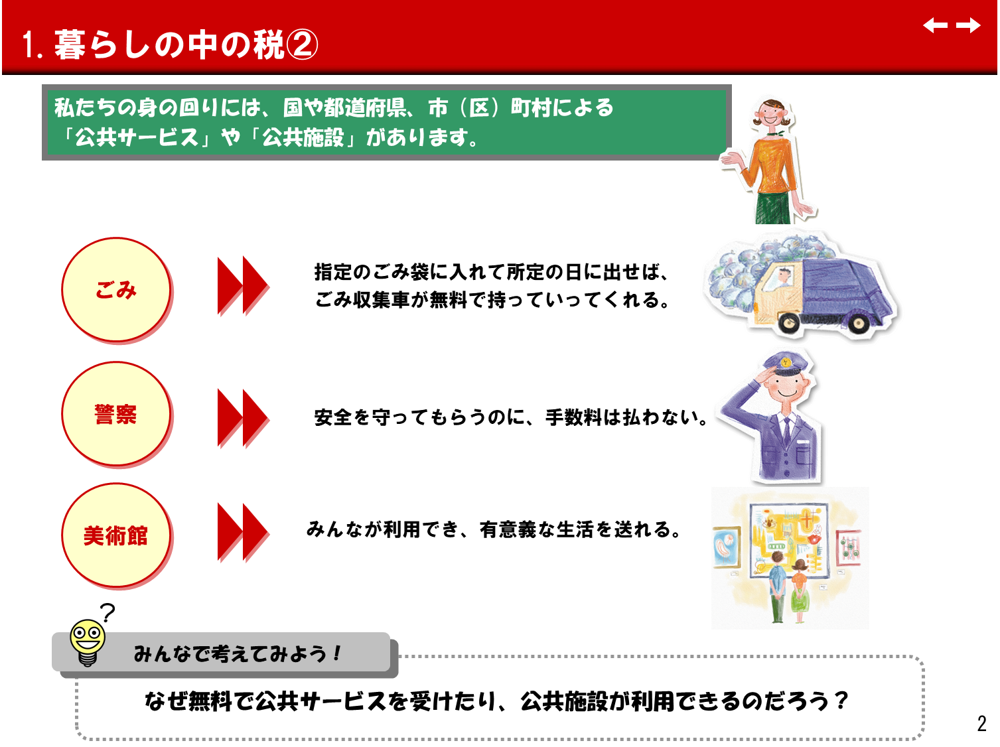 1. 暮らしの中の税②
私たちの身の回りには、国や都道府県、市（区）町村による
「公共サービス」や「公共施設」があります。
ごみ
指定のごみ袋に入れて所定の日に出せば、
ごみ収集車が無料で持っていってくれる。
警察
安全を守ってもらうのに、手数料は払わない。
美術館
みんなが利用でき、有意義な生活を送れる。
?
みんなで考えてみよう！
なぜ無料で公共サービスを受けたり、公共施設が利用できるのだろう？
2